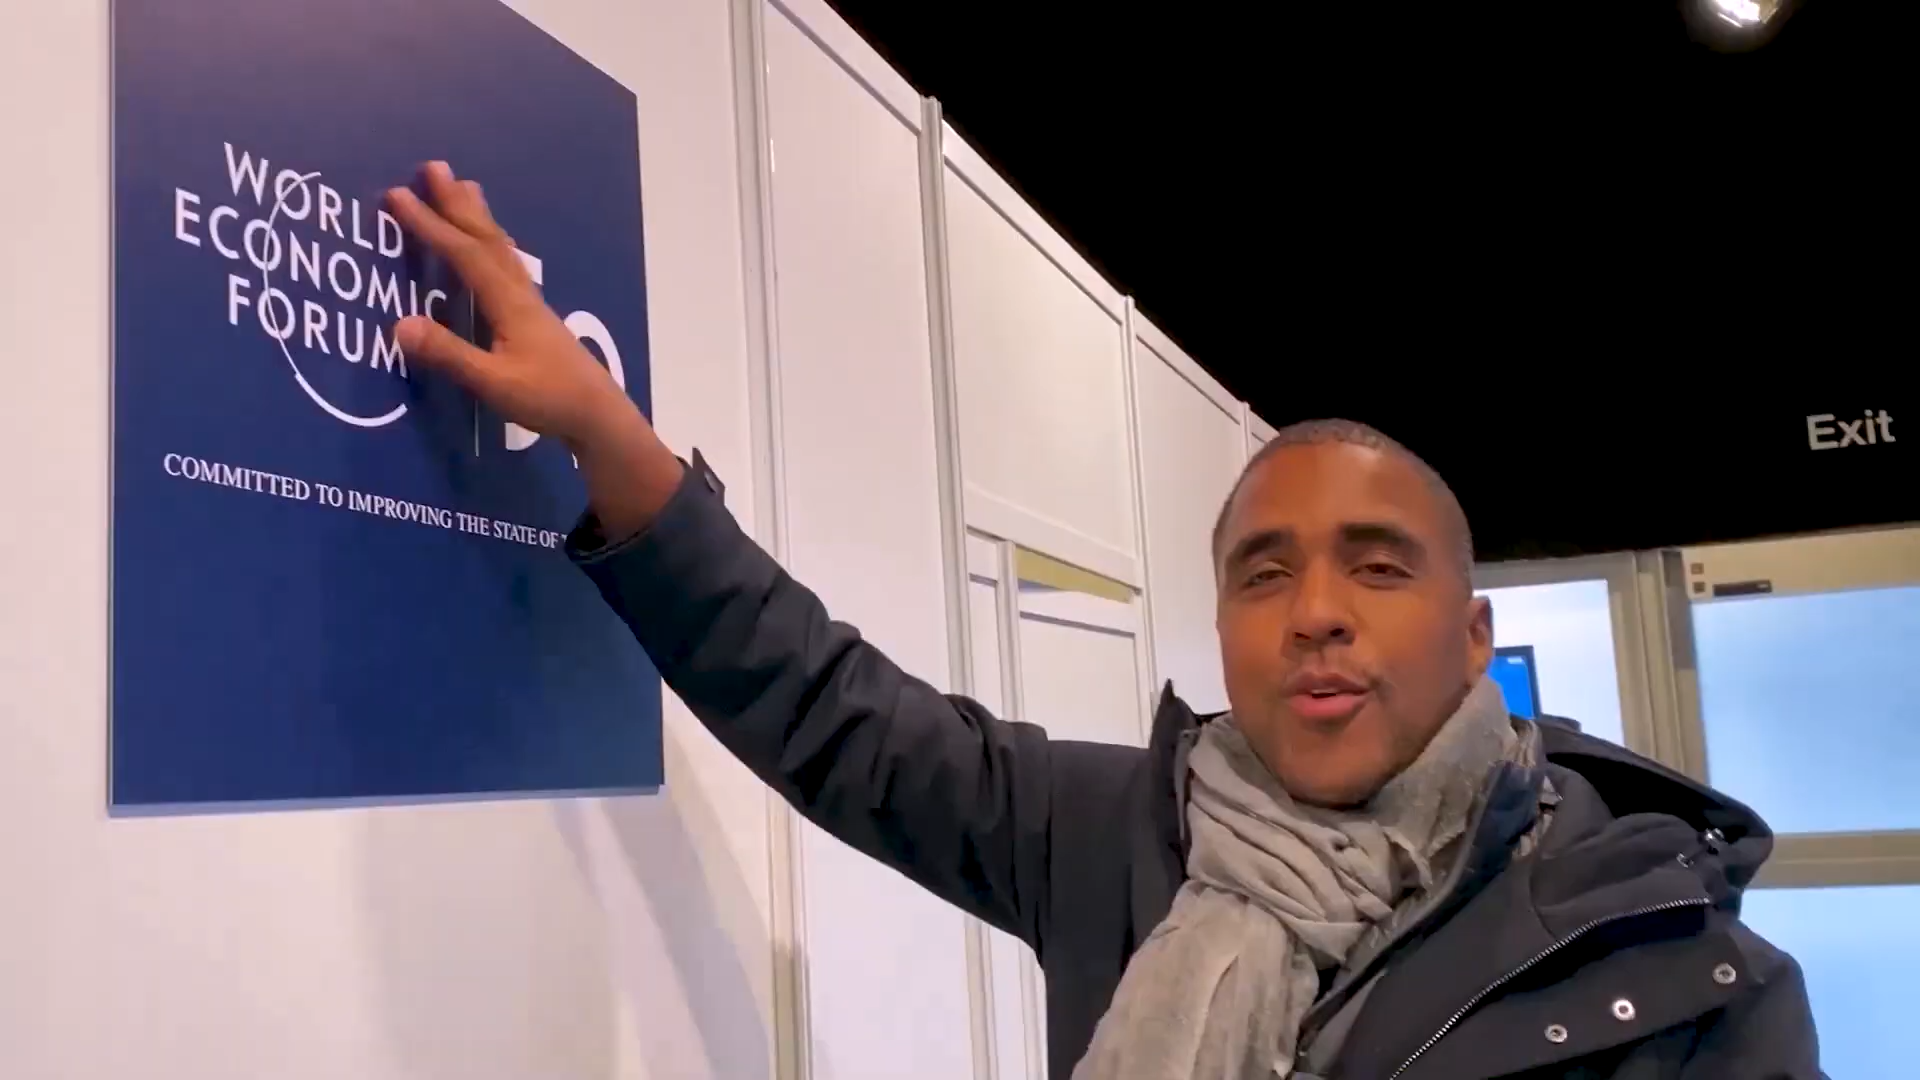 WORLD
ECONOMIC
FORUM
COMMITTED TO IMPROVING THE STATE OF
Exit